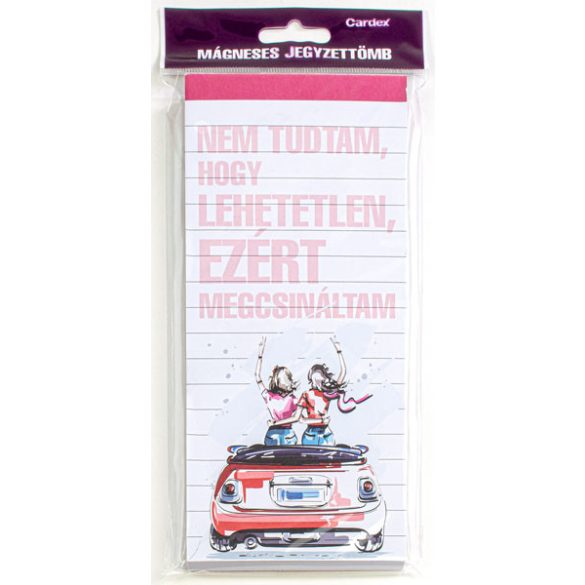 Cardex
MÁGNESES JEGYZETTÖMB
NEM TUDTAM,
HOGY
LEHETETLEN,
EZÉRT
MEGCSINÁLTAM